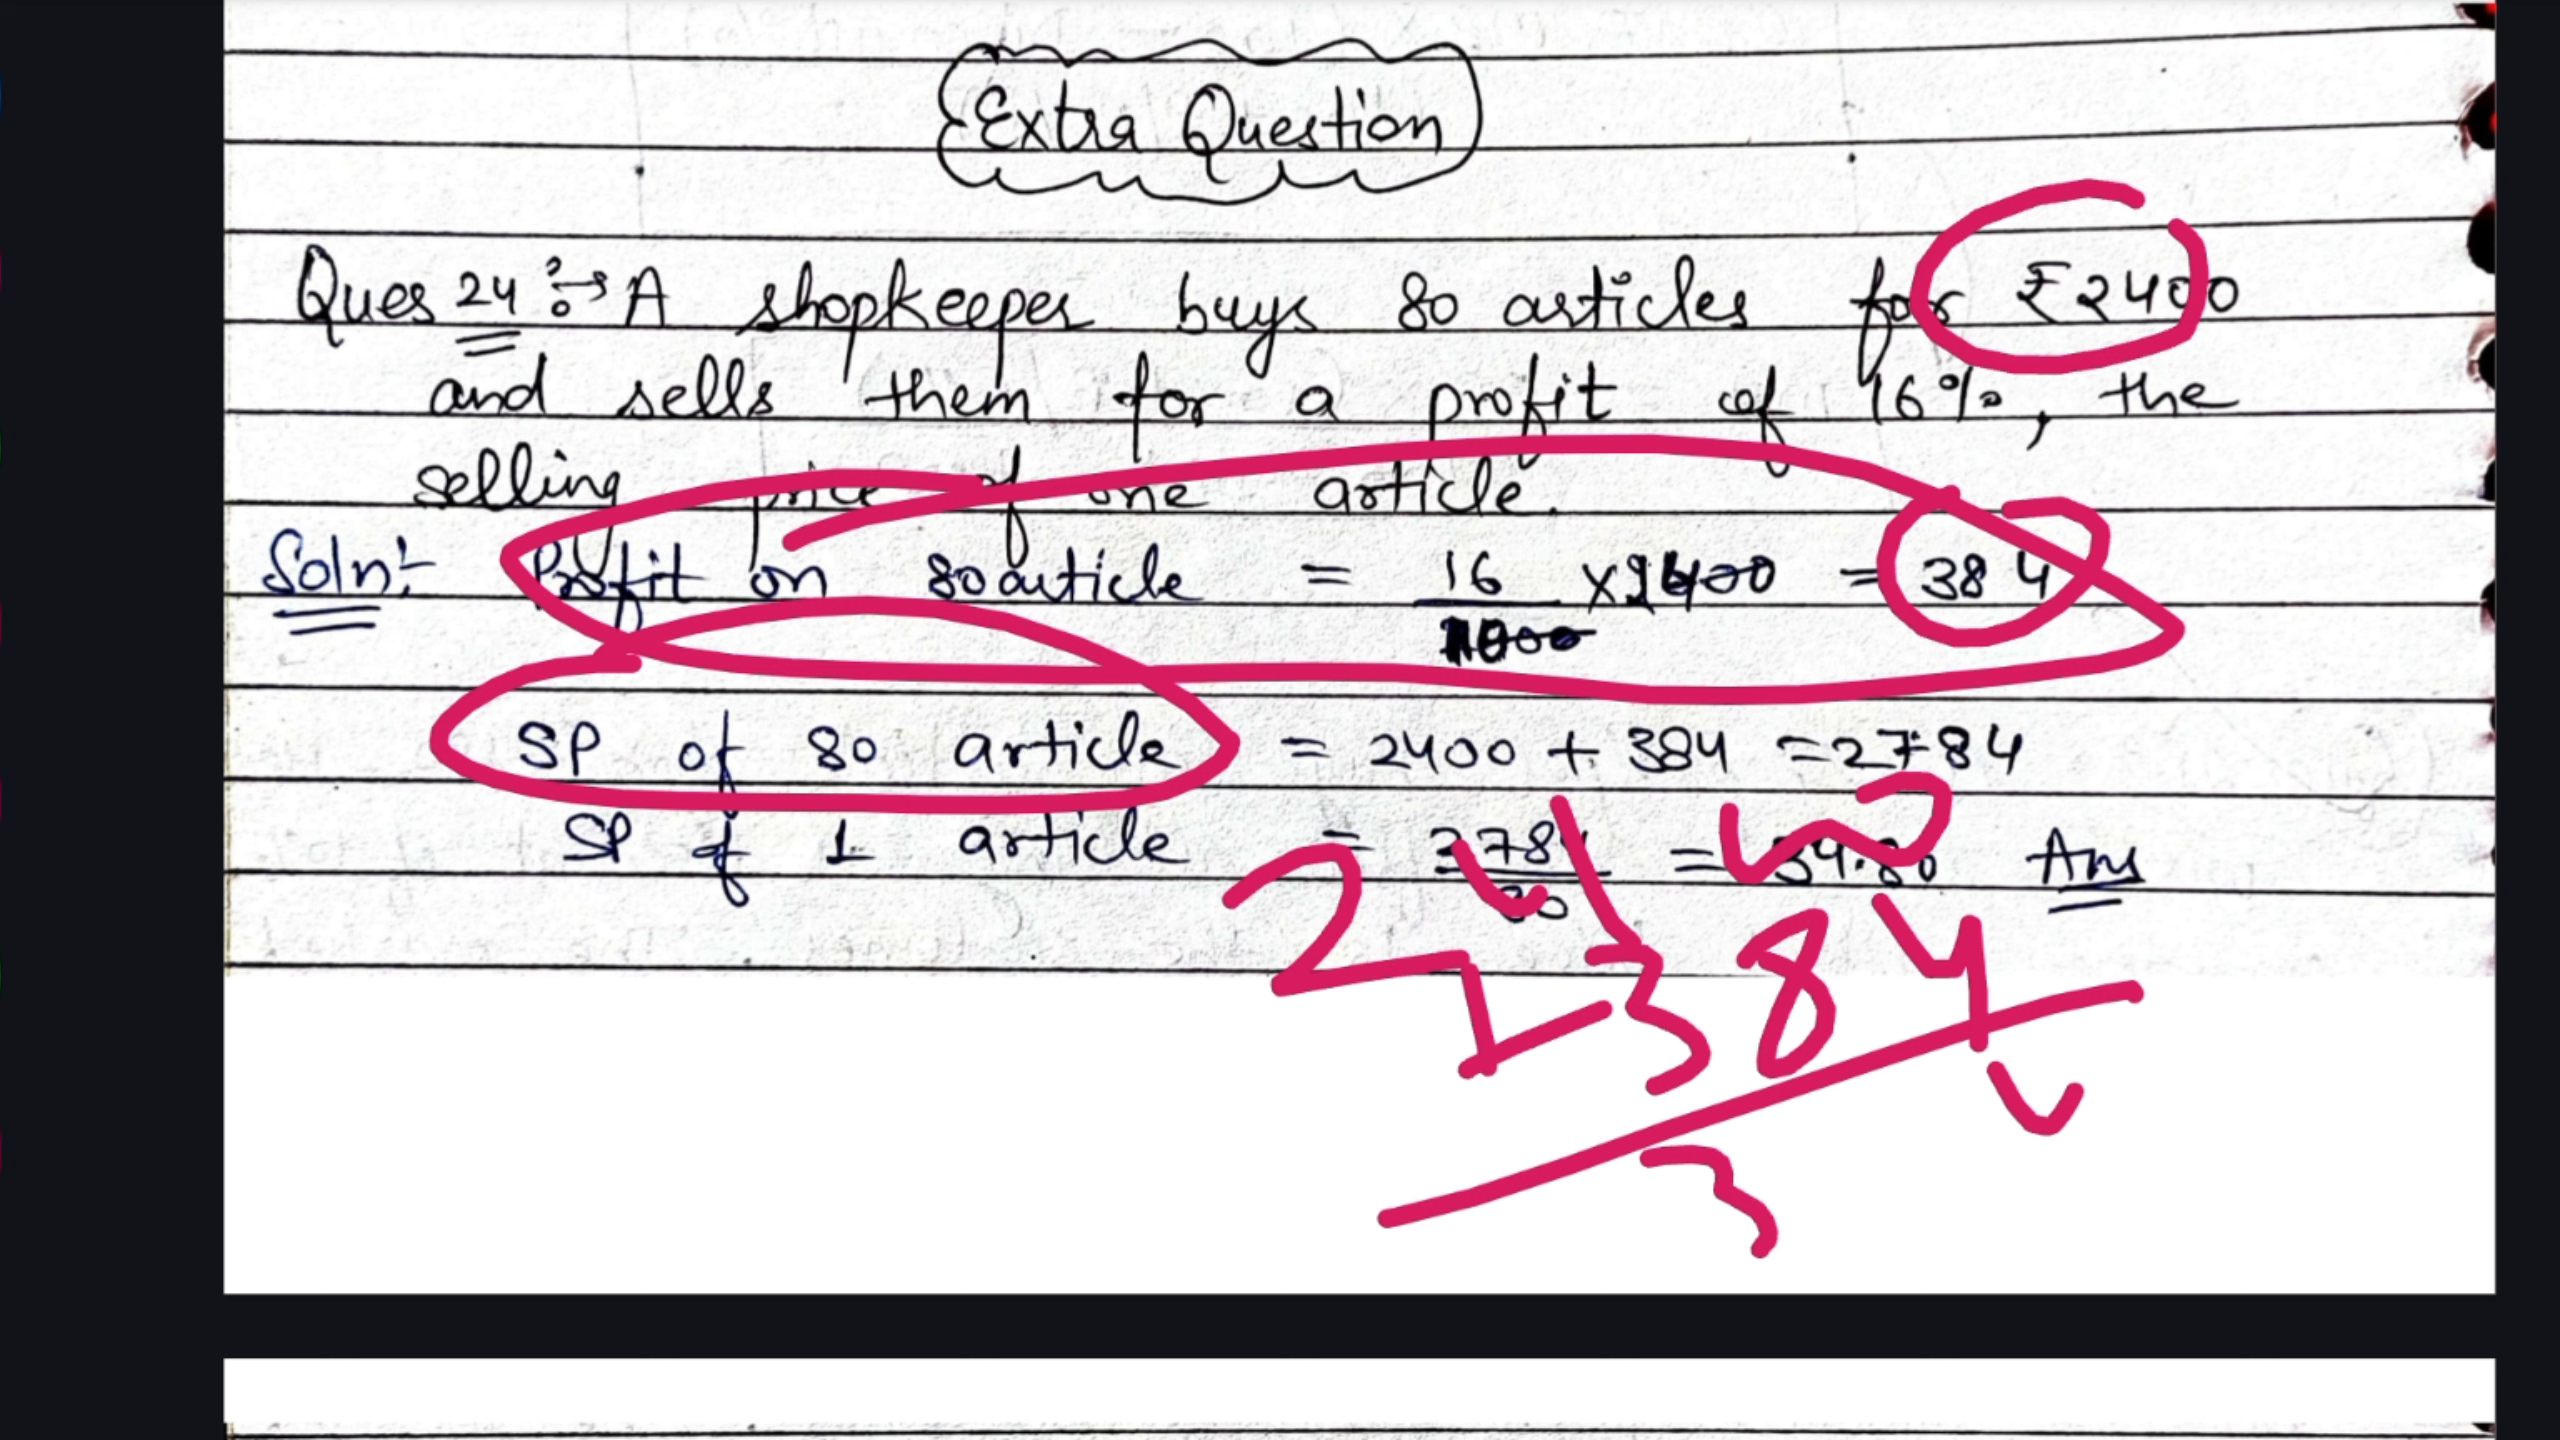 Extra Question
Ques 24 :→ A shopkeeper buys 80 articles for ₹2400
and sells them for a profit of 16%, the
selling price of one article.
Soln:- Profit on 80 article = 16 × 2400 = 384
SP of 80 article = 2400 + 384 = 2784
SP of 1 article = 2784 = 34.80 Ans
80
384